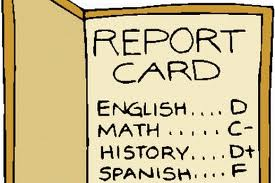 REPORT
CARD
ENGLISH....D
MATH.....C-
HISTORY....D+
SPANISH....F